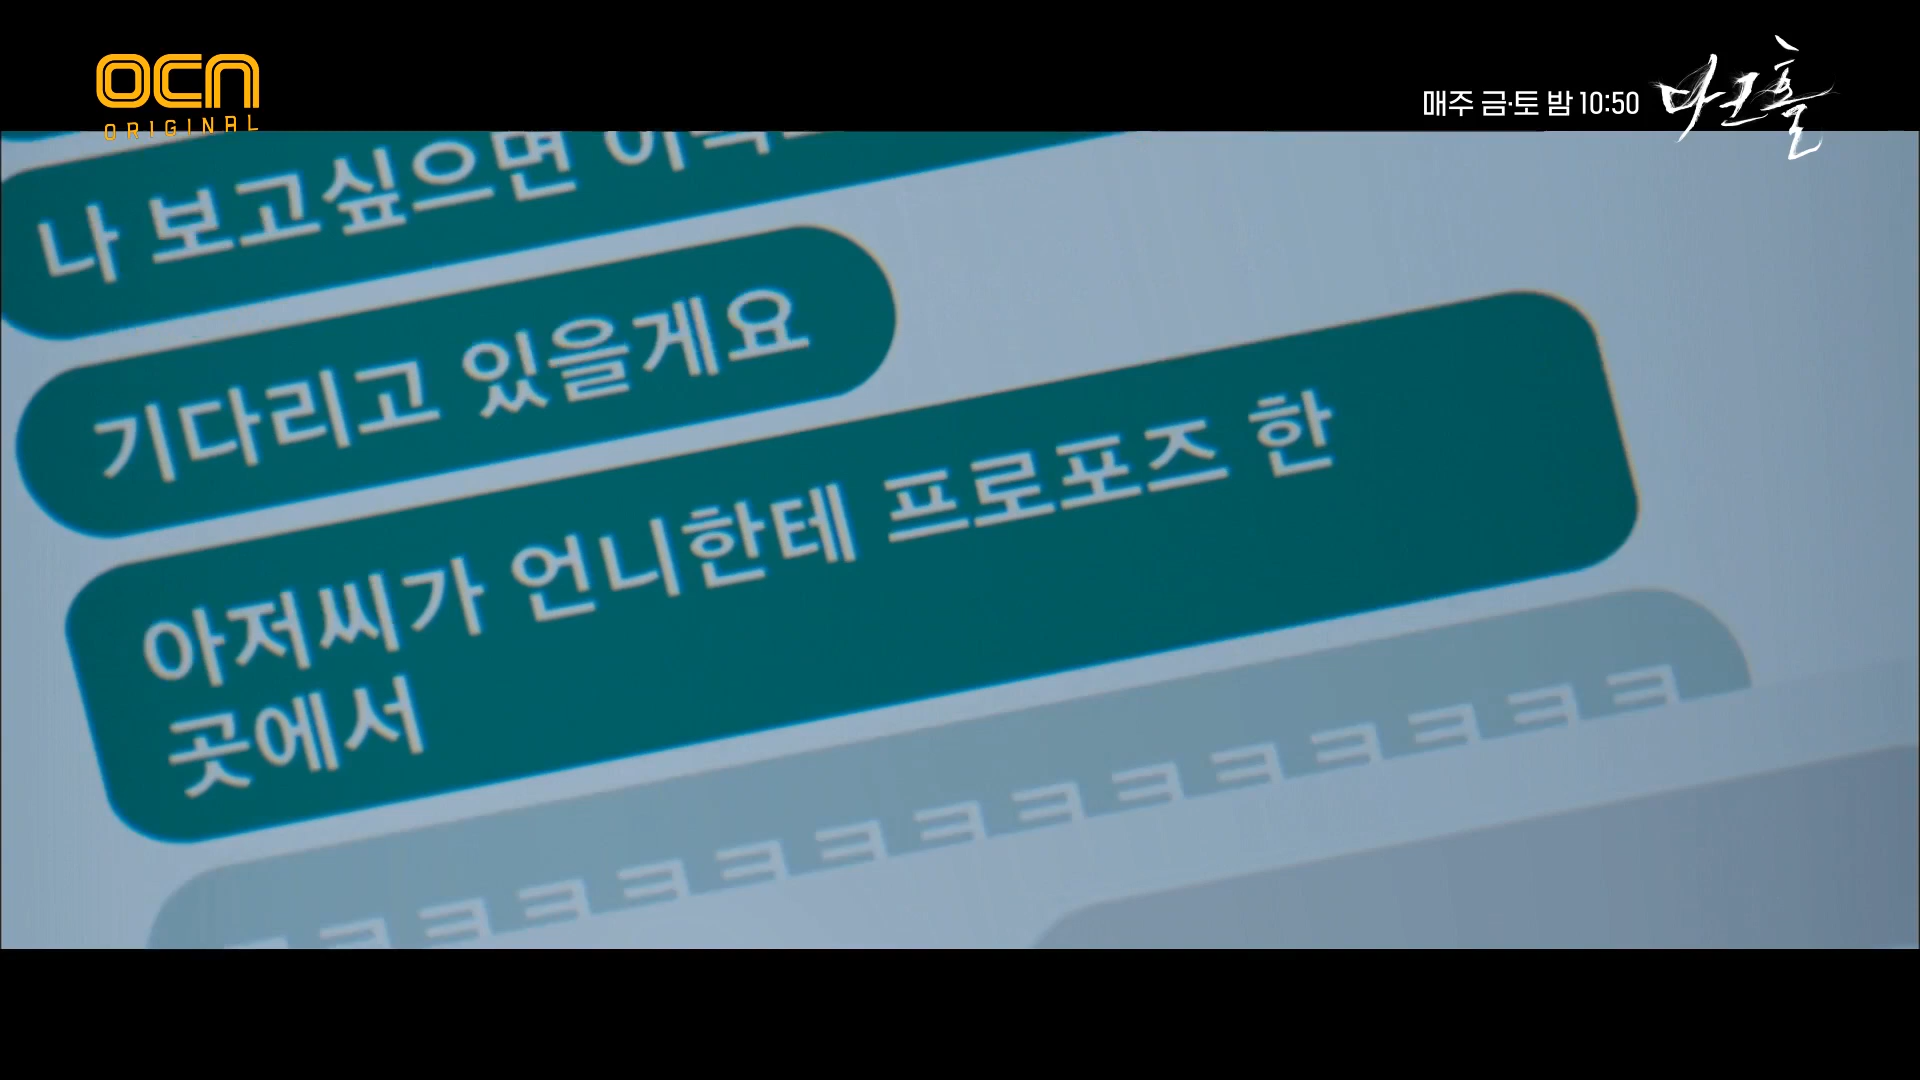 OCN
ORIGINAL
매주 금·토 밤 10:50
다크홀
나 보고싶으면
기다리고 있을게요
아저씨가 언니한테 프로포즈 한
곳에서
ㅋㅋㅋㅋㅋㅋㅋㅋㅋㅋㅋㅋㅋㅋㅋ